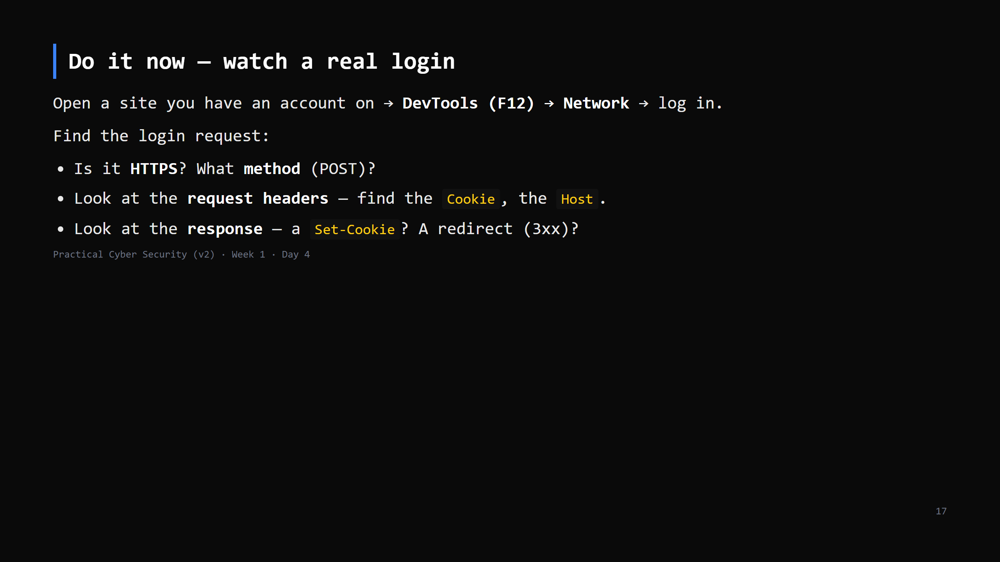 Do it now — watch a real login
Open a site you have an account on → DevTools (F12) → Network → log in.
Find the login request:
• Is it HTTPS? What method (POST)?
• Look at the request headers — find the Cookie, the Host.
• Look at the response — a Set-Cookie? A redirect (3xx)?
Practical Cyber Security (v2) · Week 1 · Day 4
17